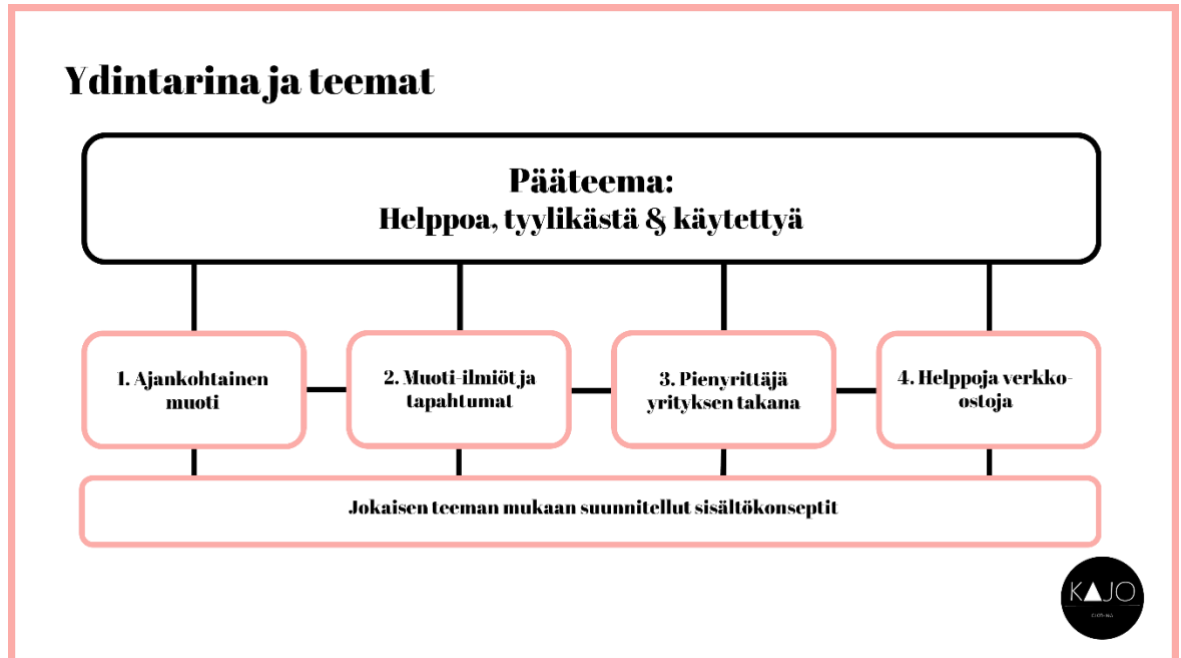 Ydintarina ja teemat
Pääteema:
Helppoa, tyylikästä & käytettyä
1. Ajankohtainen
muoti
2. Muoti-ilmiöt ja
tapahtumat
3. Pienyrittäjä
yrityksen takana
4. Helppoja verkko-
ostoja
Jokaisen teeman mukaan suunnitellut sisältökonseptit
KAJO